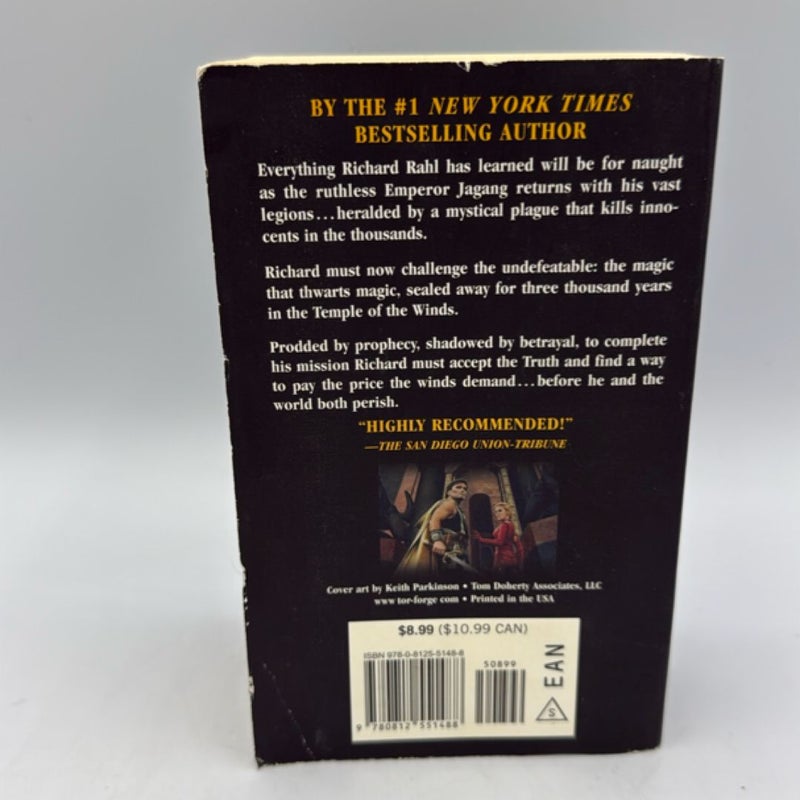 BY THE #1 NEW YORK TIMES
BESTSELLING AUTHOR
Everything Richard Rahl has learned will be for naught
as the ruthless Emperor Jagang returns with his vast
legions...heralded by a mystical plague that kills inno-
cents in the thousands.
Richard must now challenge the undefeatable: the magic
that thwarts magic, sealed away for three thousand years
in the Temple of the Winds.
Prodded by prophecy, shadowed by betrayal, to complete
his mission Richard must accept the Truth and find a way
to pay the price the winds demand...before he and the
world both perish.
“HIGHLY RECOMMENDED!”
—THE SAN DIEGO UNION-TRIBUNE
Cover art by Keith Parkinson • Tom Doherty Associates, LLC
www.tor-forge.com • Printed in the USA
$8.99 ($10.99 CAN)
ISBN 978-0-8125-5148-8
50899
EAN
S
9 780812 551488